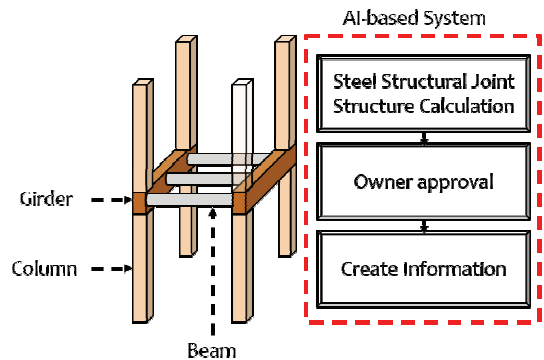 AI-based System
Steel Structural Joint
Structure Calculation
Owner approval
Create Information
Girder
Column
Beam